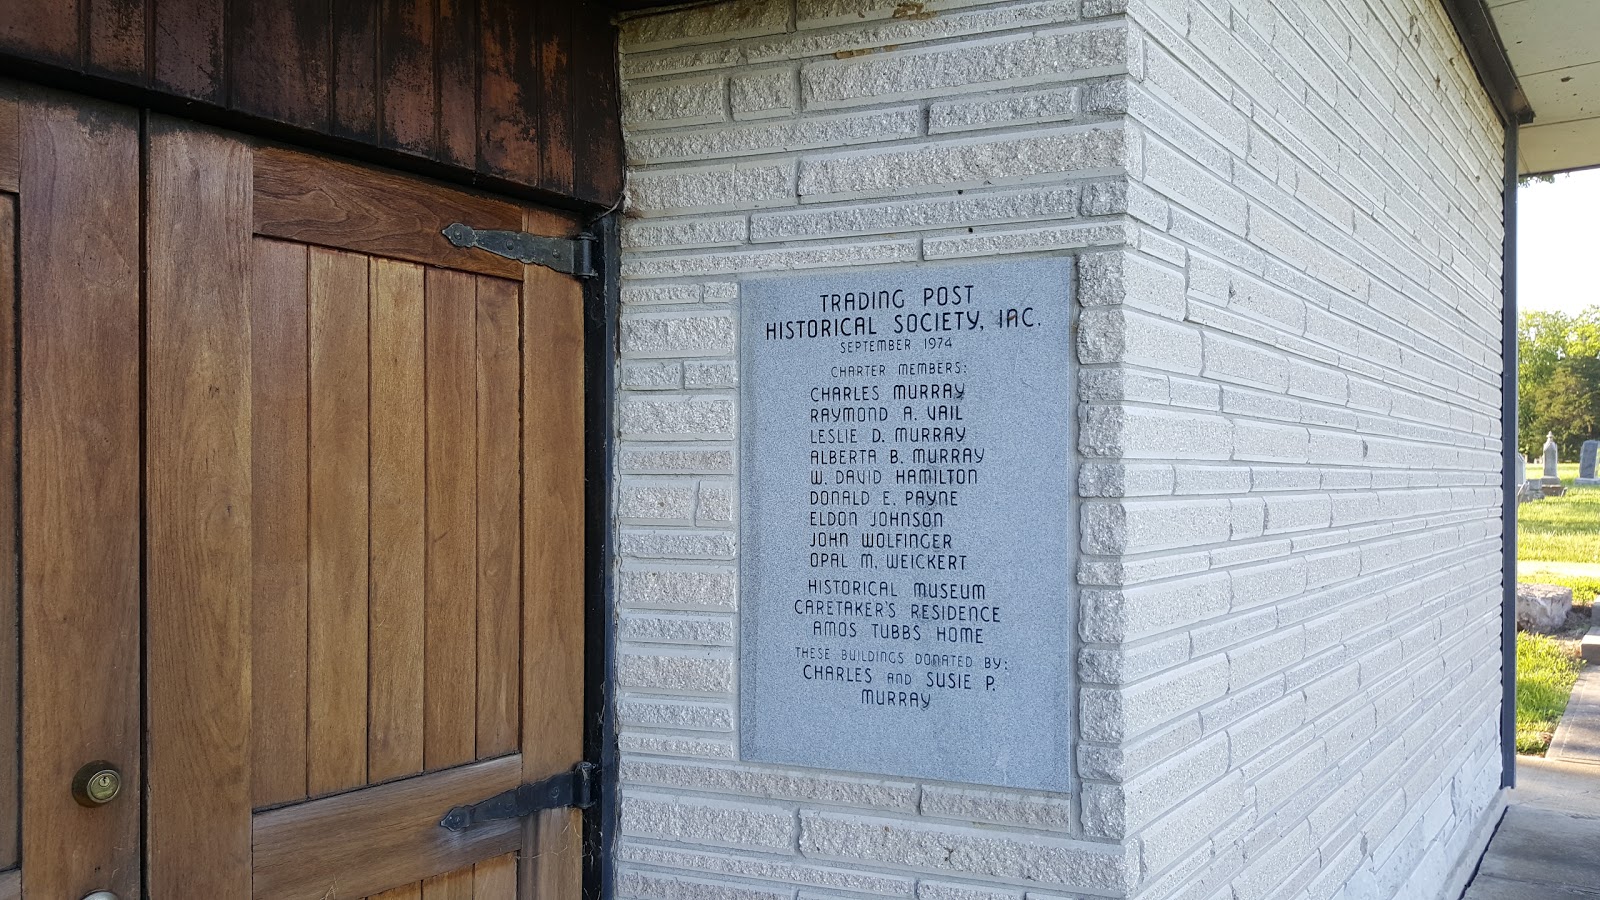 TRADING POST
HISTORICAL SOCIETY, INC.
SEPTEMBER 1974
CHARTER MEMBERS:
CHARLES MURRAY
RAYMOND A. VAIL
LESLIE D. MURRAY
ALBERTA B. MURRAY
W. DAVID HAMILTON
DONALD E. PAYNE
ELDON JOHNSON
JOHN WOLFINGER
OPAL M. WEICKERT
HISTORICAL MUSEUM
CARETAKER'S RESIDENCE
AMOS TUBBS HOME
THESE BUILDINGS DONATED BY:
CHARLES AND SUSIE P.
MURRAY